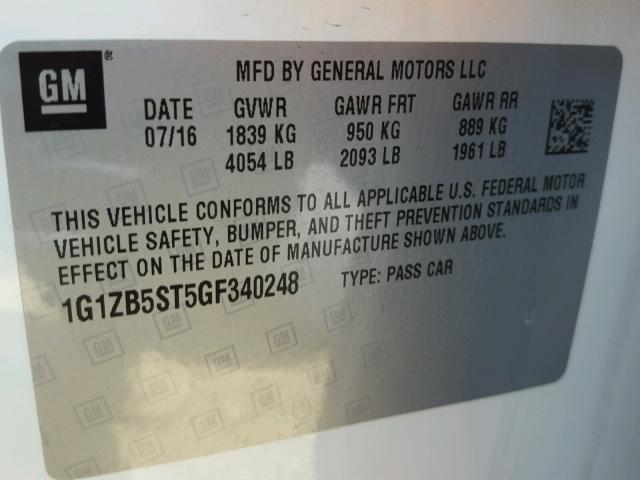 GM
MFD BY GENERAL MOTORS LLC
DATE GVWR GAWR FRT GAWR RR
07/16 1839 KG 950 KG 889 KG
4054 LB 2093 LB 1961 LB
THIS VEHICLE CONFORMS TO ALL APPLICABLE U.S. FEDERAL MOTOR
VEHICLE SAFETY, BUMPER, AND THEFT PREVENTION STANDARDS IN
EFFECT ON THE DATE OF MANUFACTURE SHOWN ABOVE.
1G1ZB5ST5GF340248 TYPE: PASS CAR